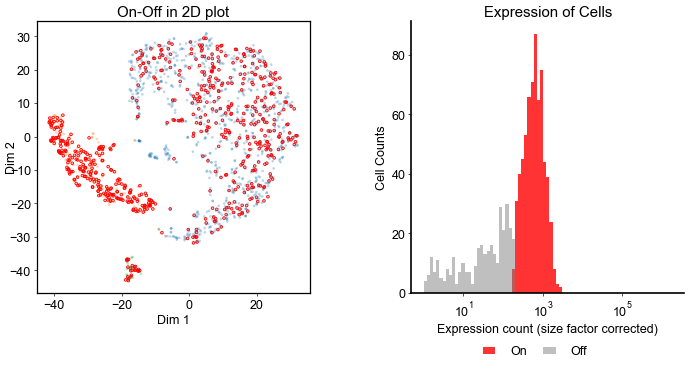 On-Off in 2D plot
30
20
10
0
−10
−20
−30
−40
Dim 2
−40
−20
0
20
Dim 1
Expression of Cells
80
60
40
20
0
Cell Counts
10^1
10^3
10^5
Expression count (size factor corrected)
On
Off